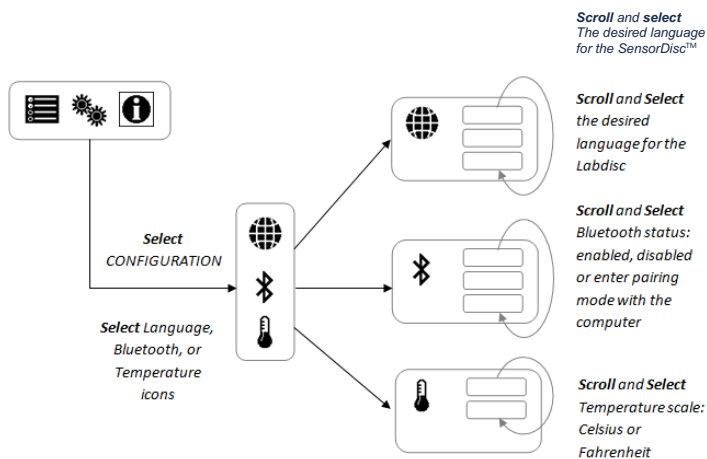 Scroll and select
The desired language
for the SensorDisc™
Scroll and Select
the desired
language for the
Labdisc
Select
CONFIGURATION
Scroll and Select
Bluetooth status:
enabled, disabled
or enter pairing
mode with the
computer
Select Language,
Bluetooth, or
Temperature
icons
Scroll and Select
Temperature scale:
Celsius or
Fahrenheit